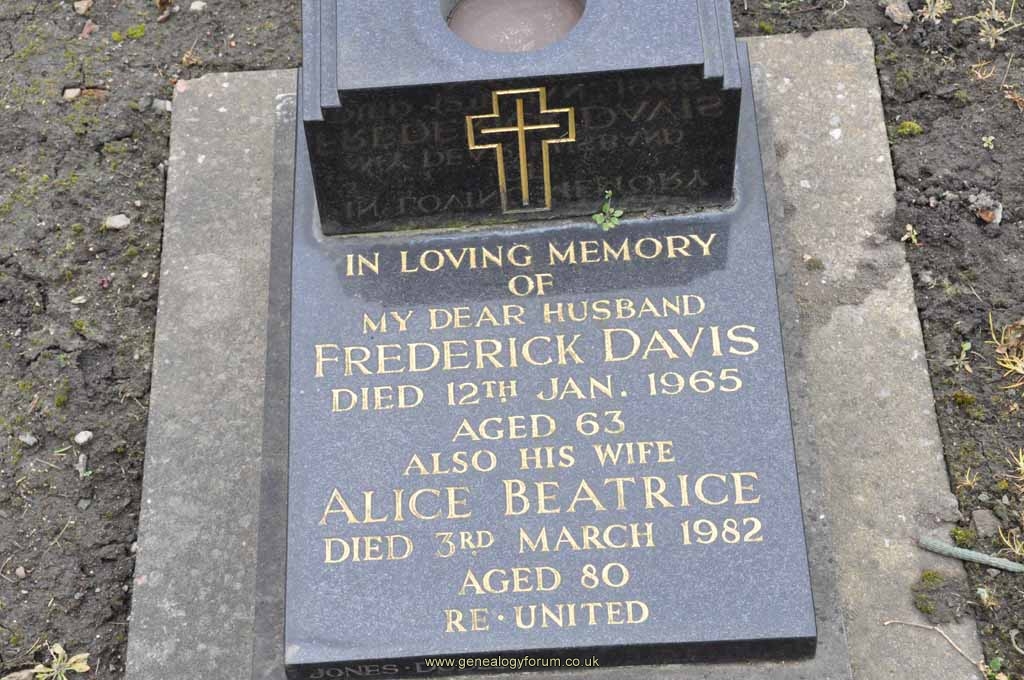 IN LOVING MEMORY
OF
MY DEAR HUSBAND
FREDERICK DAVIS
DIED 12TH JAN. 1965
AGED 63
ALSO HIS WIFE
ALICE BEATRICE
DIED 3RD MARCH 1982
AGED 80
RE·UNITED
JONES
www.genealogyforum.co.uk